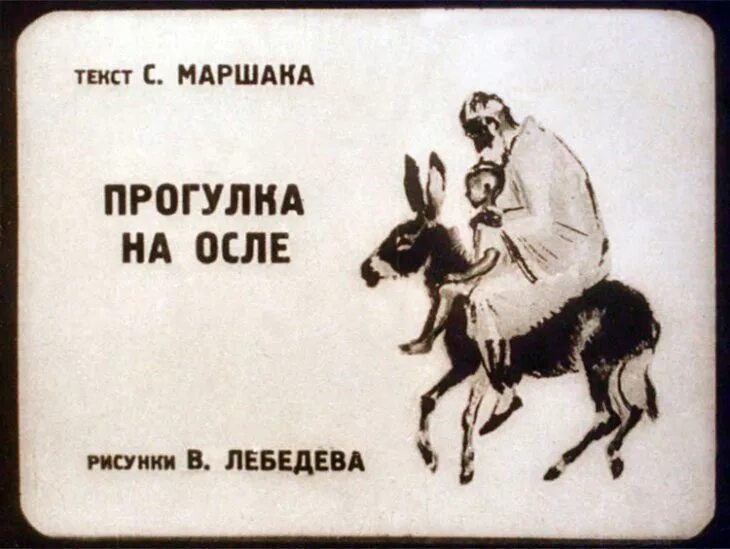 ТЕКСТ С. МАРШАКА
ПРОГУЛКА
НА ОСЛЕ
РИСУНКИ В. ЛЕБЕДЕВА